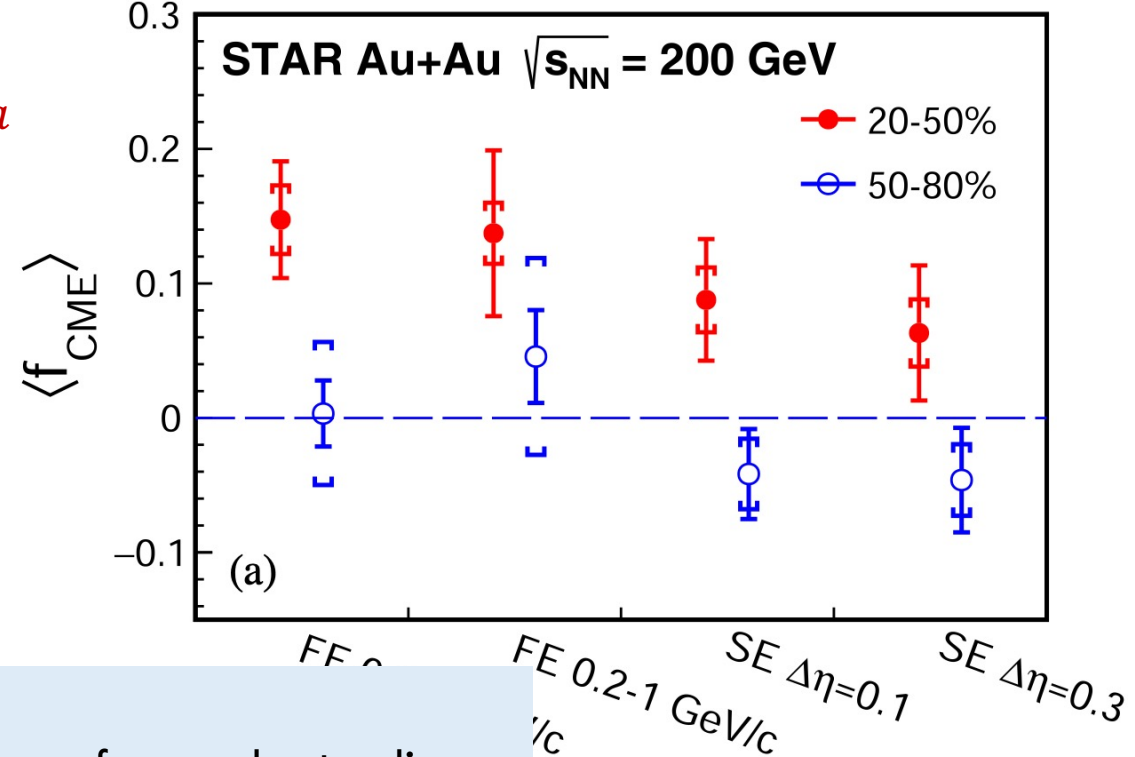 0.3
STAR Au+Au √s_NN = 200 GeV
a
20-50%
0.2
50-80%
0.1
⟨f_CME⟩
0
−0.1
(a)
FE
FE 0.2-1 GeV/c
SE Δη=0.1
SE Δη=0.3
/c